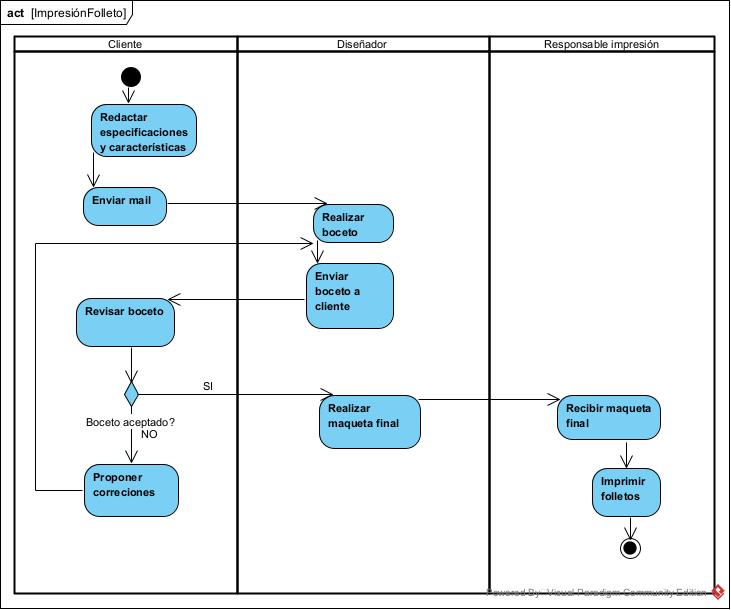 act [ImpresiónFolleto]
Cliente
Diseñador
Responsable impresión
Redactar
especificaciones
y características
Enviar mail
Realizar
boceto
Enviar
boceto a
cliente
Revisar boceto
SI
Boceto aceptado?
NO
Realizar
maqueta final
Recibir maqueta
final
Proponer
correciones
Imprimir
folletos
Powered By Visual Paradigm Community Edition